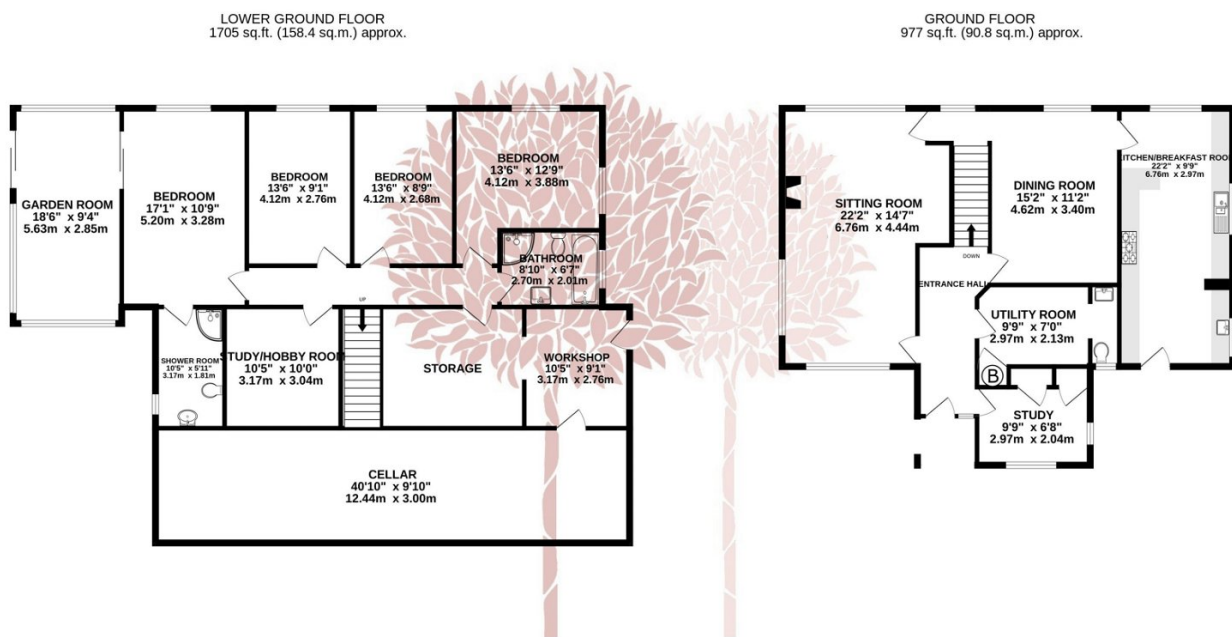 LOWER GROUND FLOOR
1705 sq.ft. (158.4 sq.m.) approx.
GARDEN ROOM
18'6" x 9'4"
5.63m x 2.85m
BEDROOM
17'1" x 10'9"
5.20m x 3.28m
BEDROOM
13'6" x 9'1"
4.12m x 2.76m
BEDROOM
13'6" x 8'9"
4.12m x 2.68m
BEDROOM
13'6" x 12'9"
4.12m x 3.88m
BATHROOM
8'10" x 6'7"
2.70m x 2.01m
UP
SHOWER ROOM
10'5" x 5'11"
3.17m x 1.81m
STUDY/HOBBY ROOM
10'5" x 10'0"
3.17m x 3.04m
STORAGE
WORKSHOP
10'5" x 9'1"
3.17m x 2.76m
CELLAR
40'10" x 9'10"
12.44m x 3.00m
GROUND FLOOR
977 sq.ft. (90.8 sq.m.) approx.
SITTING ROOM
22'2" x 14'7"
6.76m x 4.44m
DINING ROOM
15'2" x 11'2"
4.62m x 3.40m
KITCHEN/BREAKFAST ROOM
22'2" x 9'9"
6.76m x 2.97m
DOWN
ENTRANCE HALL
UTILITY ROOM
9'9" x 7'0"
2.97m x 2.13m
B
STUDY
9'9" x 6'8"
2.97m x 2.04m